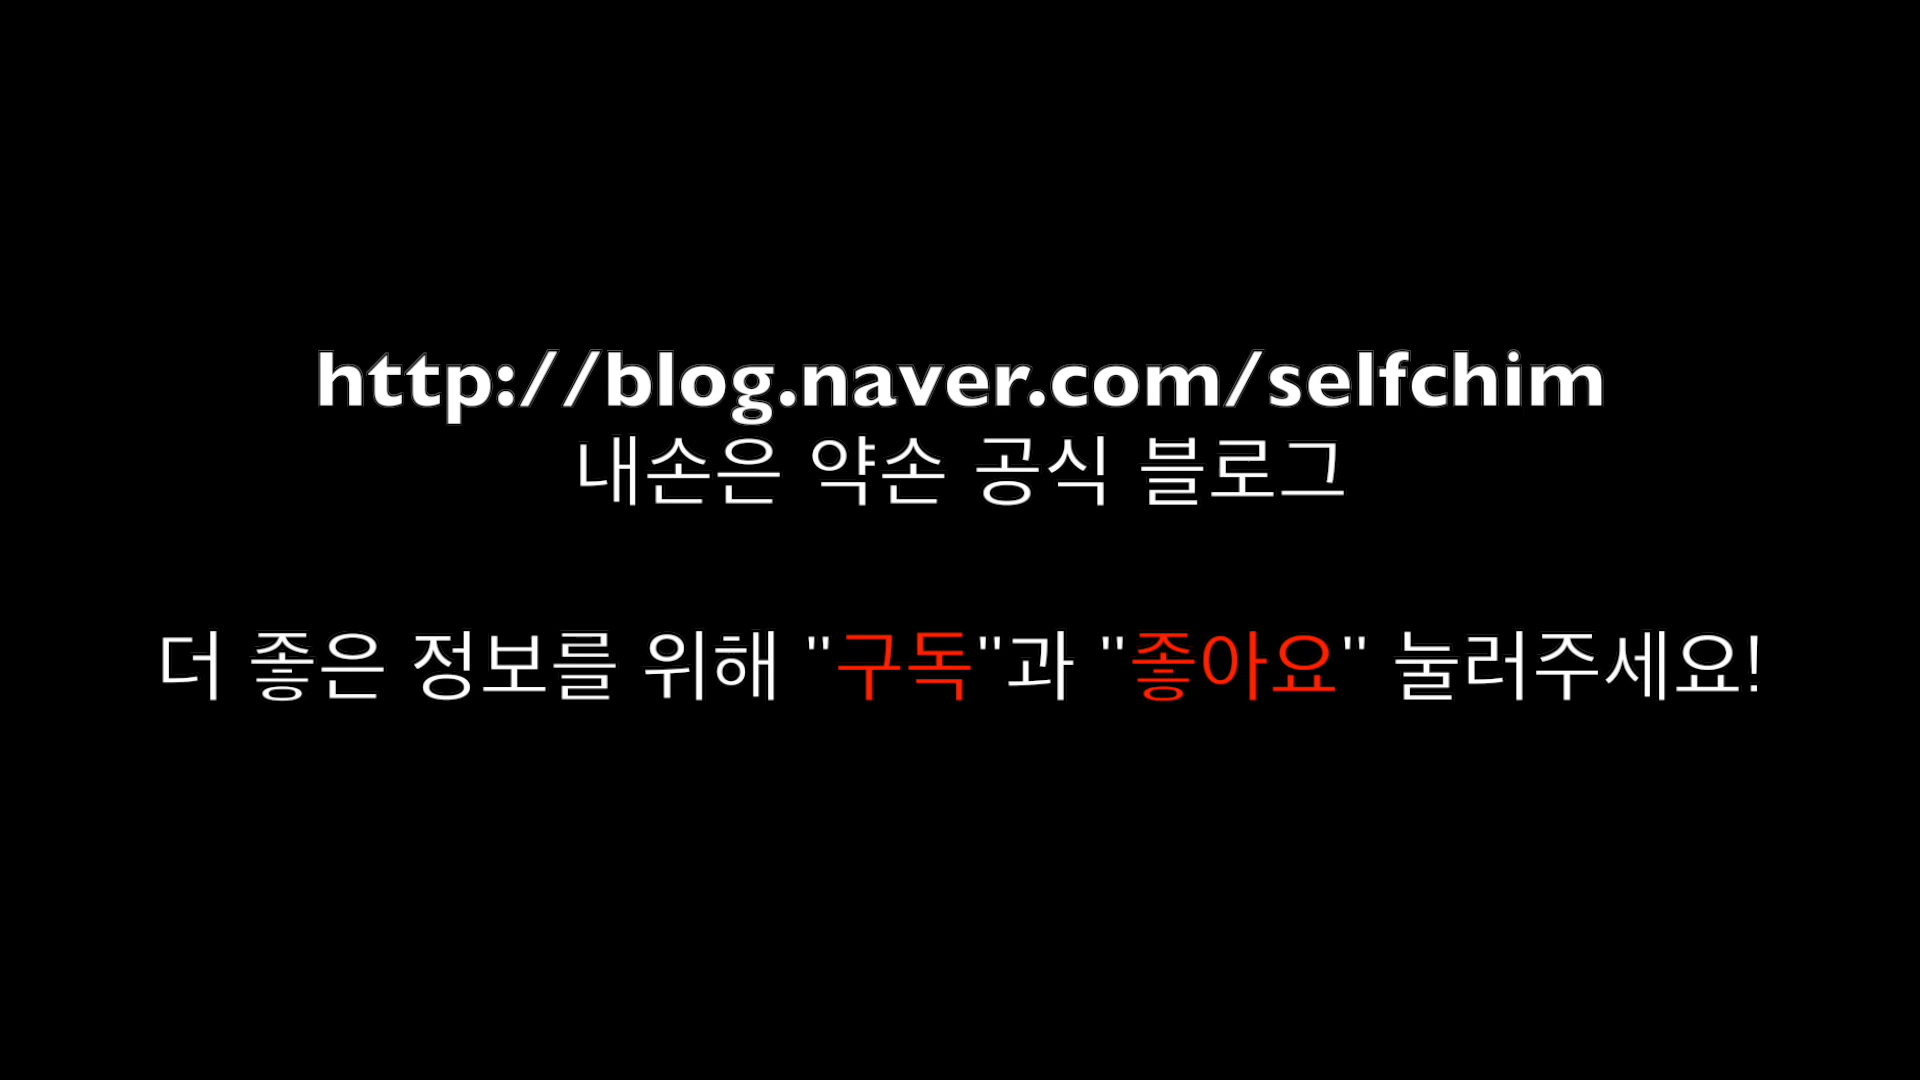 http://blog.naver.com/selfchim
내손은 약손 공식 블로그
더 좋은 정보를 위해 "구독"과 "좋아요" 눌러주세요!